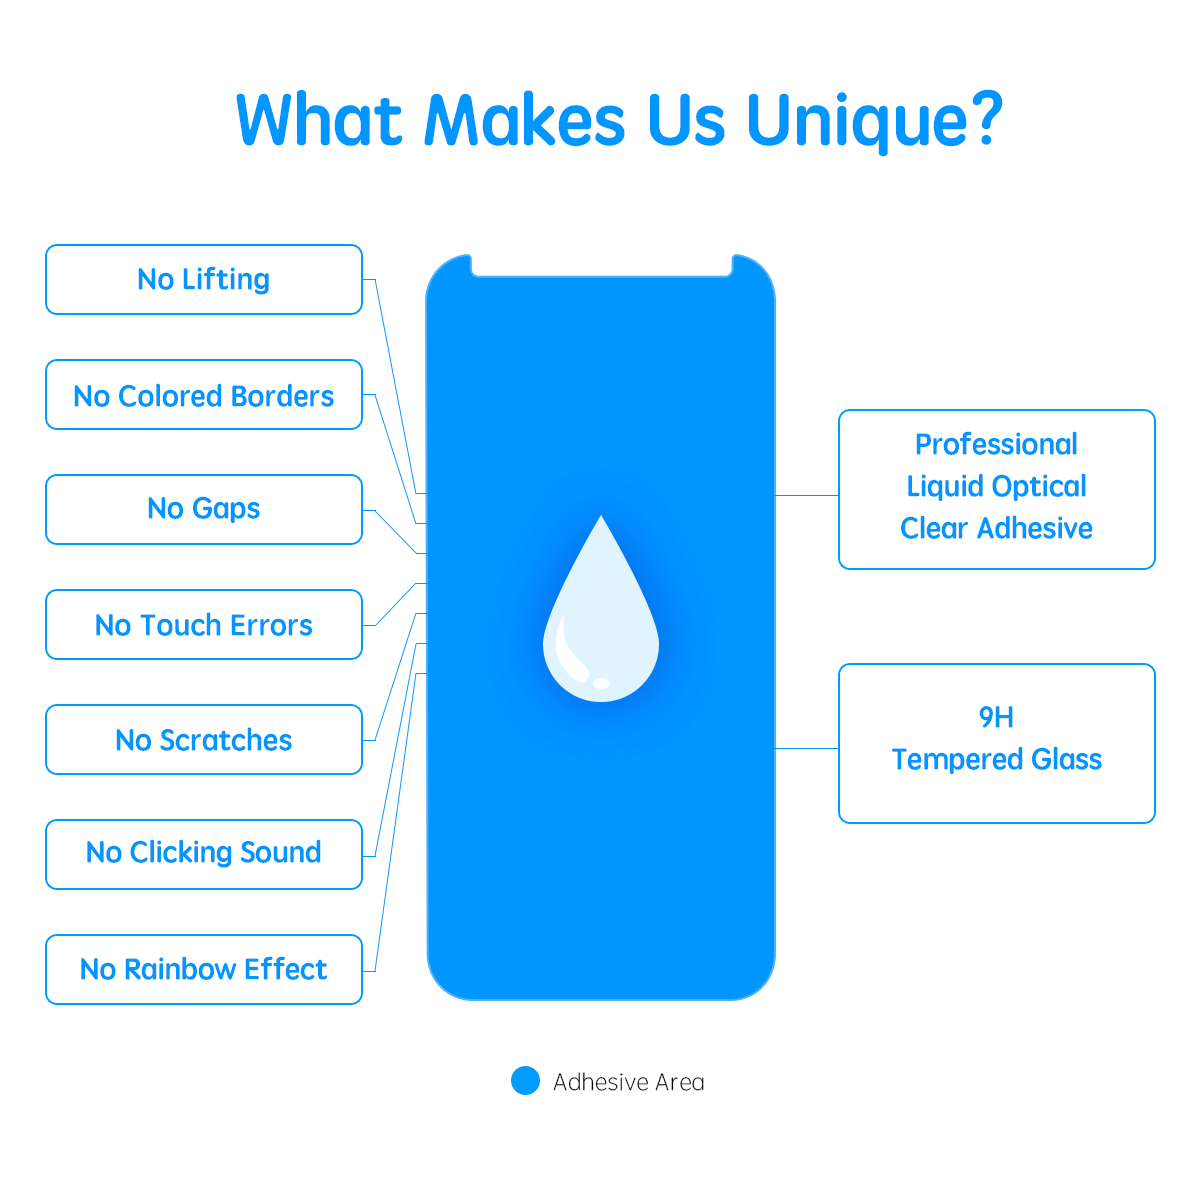 What Makes Us Unique?
No Lifting
No Colored Borders
No Gaps
No Touch Errors
No Scratches
No Clicking Sound
No Rainbow Effect
Professional
Liquid Optical
Clear Adhesive
9H
Tempered Glass
Adhesive Area